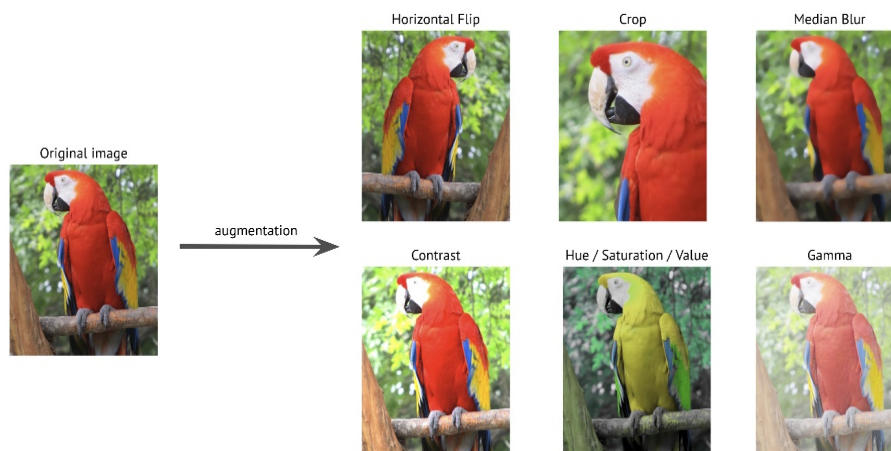 Horizontal Flip
Crop
Median Blur
Original image
augmentation
Contrast
Hue / Saturation / Value
Gamma